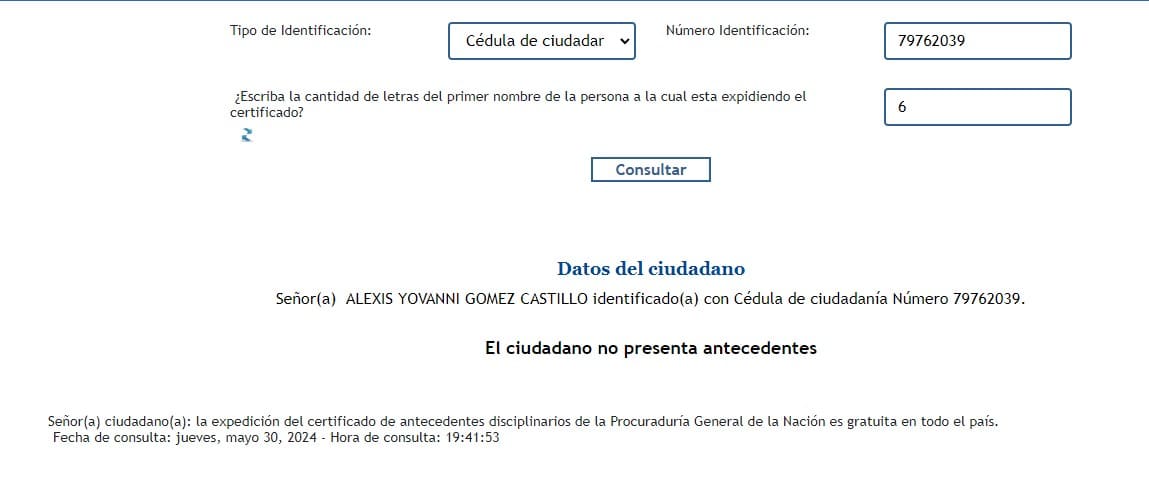 Tipo de Identificación:
Cédula de ciudadar
Número Identificación:
79762039
¿Escriba la cantidad de letras del primer nombre de la persona a la cual esta expidiendo el
certificado?
6
Consultar
Datos del ciudadano
Señor(a) ALEXIS YOVANNI GOMEZ CASTILLO identificado(a) con Cédula de ciudadanía Número 79762039.
El ciudadano no presenta antecedentes
Señor(a) ciudadano(a): la expedición del certificado de antecedentes disciplinarios de la Procuraduría General de la Nación es gratuita en todo el país.
Fecha de consulta: jueves, mayo 30, 2024 - Hora de consulta: 19:41:53